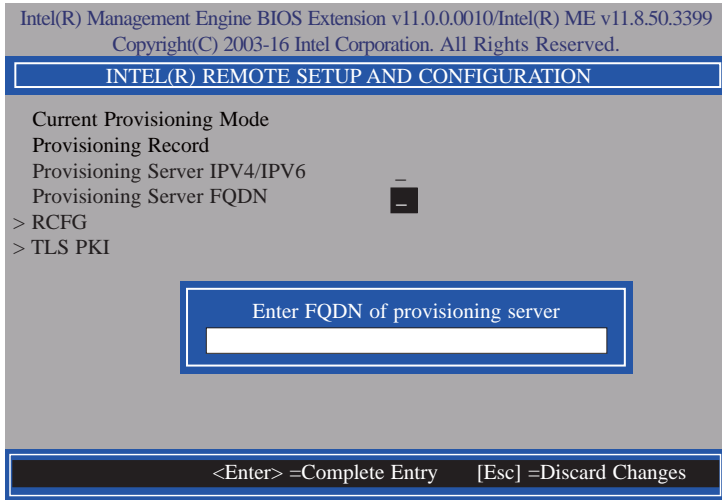 Intel(R) Management Engine BIOS Extension v11.0.0.0010/Intel(R) ME v11.8.50.3399
Copyright(C) 2003-16 Intel Corporation. All Rights Reserved.
INTEL(R) REMOTE SETUP AND CONFIGURATION
Current Provisioning Mode
Provisioning Record
Provisioning Server IPV4/IPV6 _
Provisioning Server FQDN _
> RCFG
> TLS PKI
Enter FQDN of provisioning server
<Enter> =Complete Entry [Esc] =Discard Changes